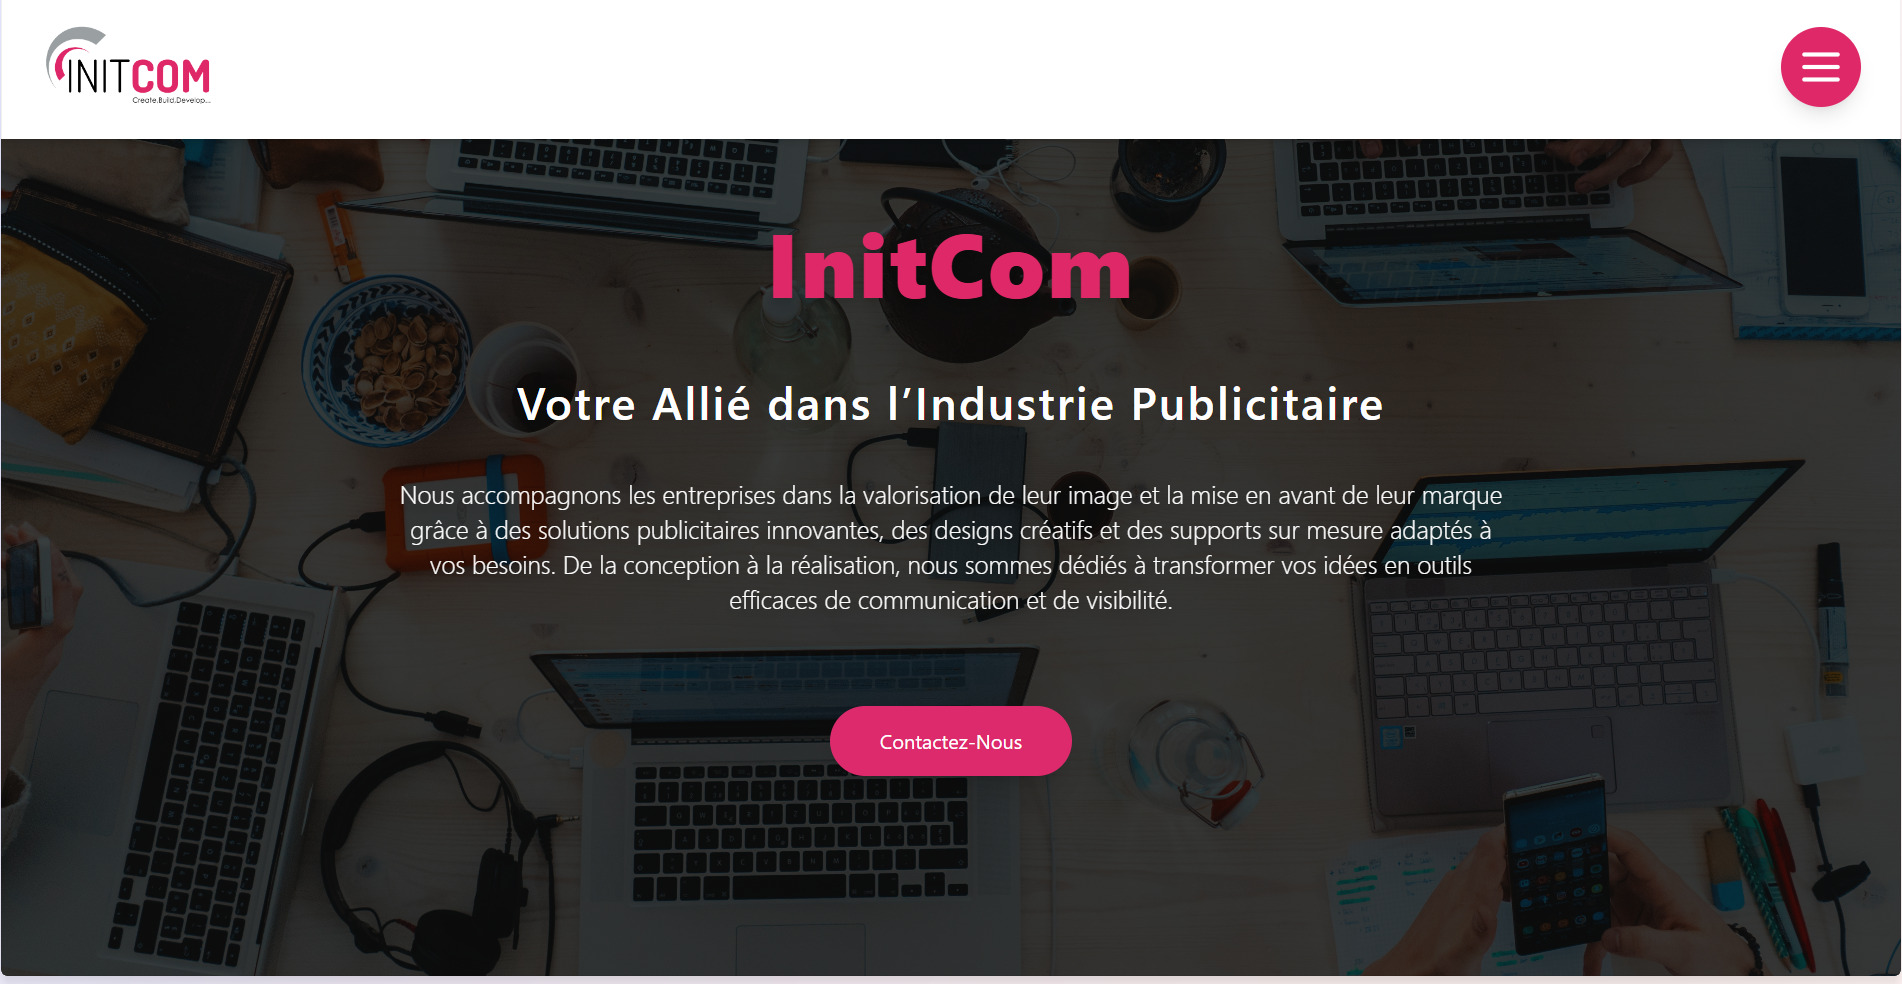 INITCOM
Create.Build.Develop...
InitCom
Votre Allié dans l’Industrie Publicitaire
Nous accompagnons les entreprises dans la valorisation de leur image et la mise en avant de leur marque
grâce à des solutions publicitaires innovantes, des designs créatifs et des supports sur mesure adaptés à
vos besoins. De la conception à la réalisation, nous sommes dédiés à transformer vos idées en outils
efficaces de communication et de visibilité.
Contactez-Nous